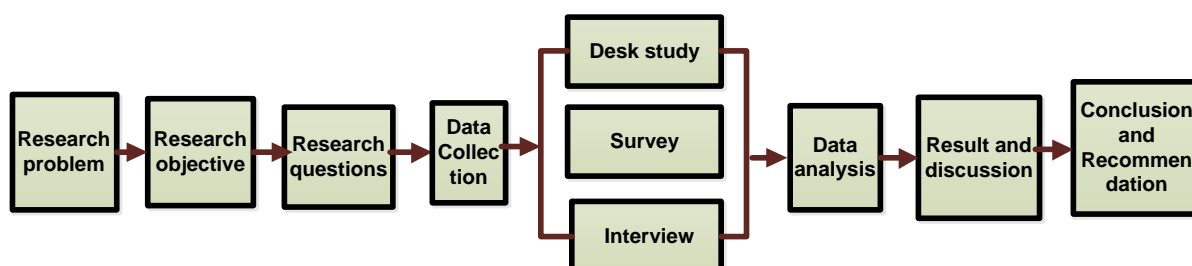 Research
problem
Research
objective
Research
questions
Data
Collec
tion
Desk study
Survey
Interview
Data
analysis
Result and
discussion
Conclusion
and
Recommen
dation